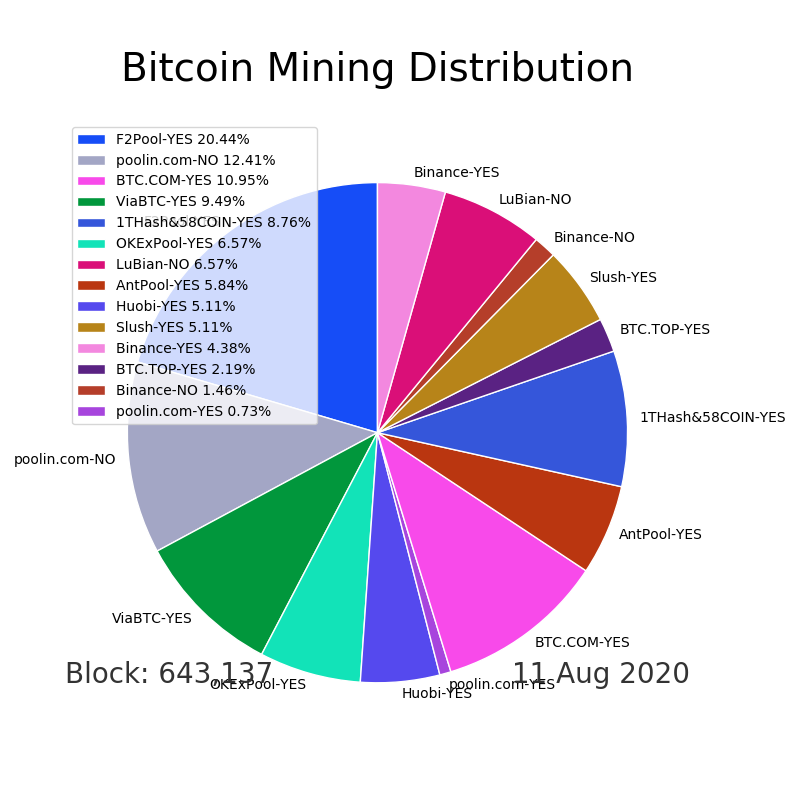 Bitcoin Mining Distribution
F2Pool-YES 20.44%
poolin.com-NO 12.41%
BTC.COM-YES 10.95%
ViaBTC-YES 9.49%
1THash&58COIN-YES 8.76%
OKExPool-YES 6.57%
LuBian-NO 6.57%
AntPool-YES 5.84%
Huobi-YES 5.11%
Slush-YES 5.11%
Binance-YES 4.38%
BTC.TOP-YES 2.19%
Binance-NO 1.46%
poolin.com-YES 0.73%
Binance-YES
LuBian-NO
Binance-NO
Slush-YES
BTC.TOP-YES
1THash&58COIN-YES
poolin.com-NO
AntPool-YES
ViaBTC-YES
BTC.COM-YES
OKExPool-YES
poolin.com-YES
Huobi-YES
Block: 643,137
11 Aug 2020